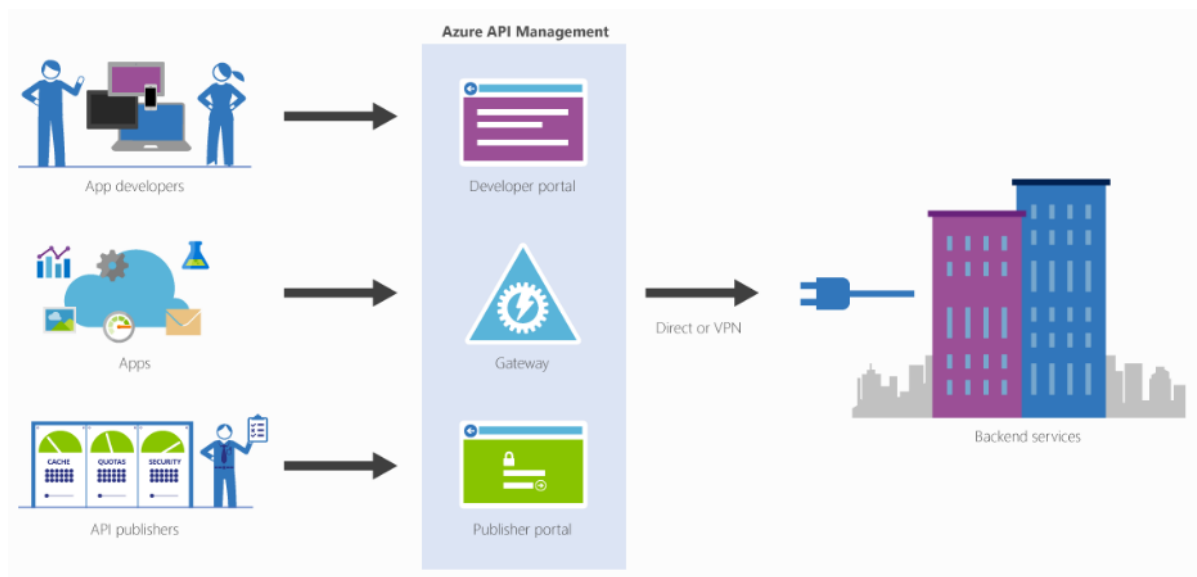 Azure API Management
App developers
Developer portal
Apps
Gateway
Direct or VPN
Backend services
CACHE
QUOTAS
SECURITY
API publishers
Publisher portal